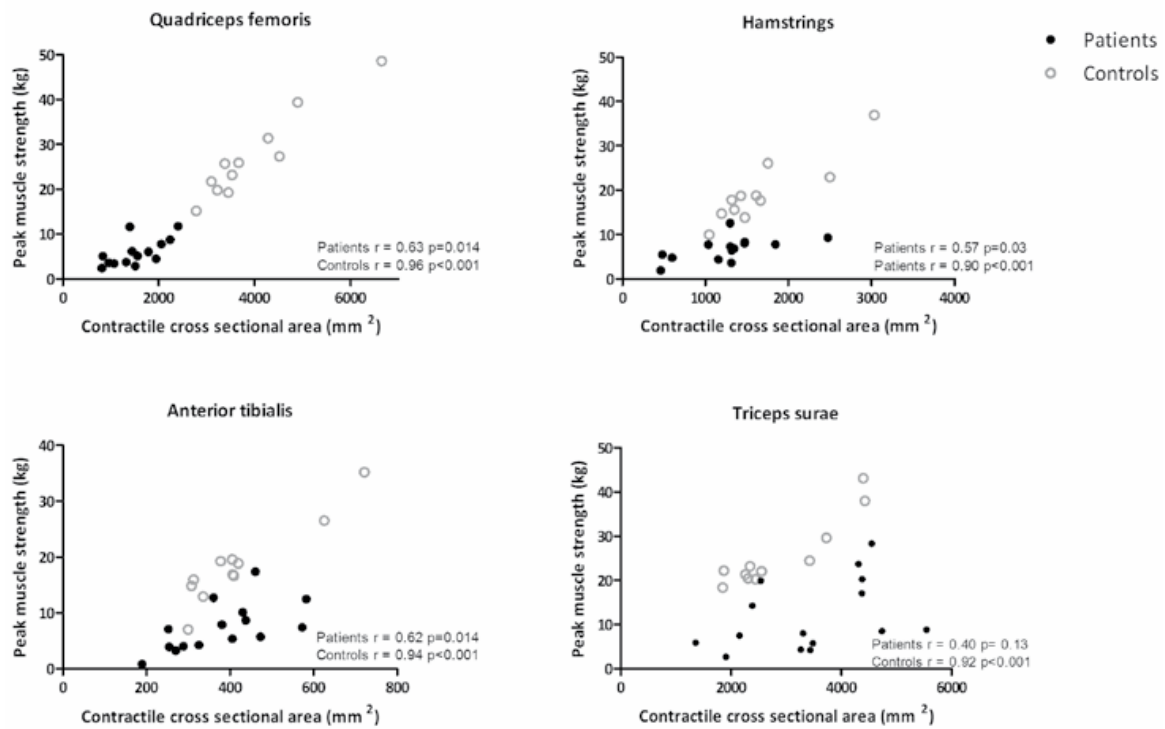 Quadriceps femoris
Peak muscle strength (kg)
50
40
30
20
10
0
0 2000 4000 6000
Patients r = 0.63 p=0.014
Controls r = 0.96 p<0.001
Contractile cross sectional area (mm 2)
Hamstrings
Peak muscle strength (kg)
50
40
30
20
10
0
0 1000 2000 3000 4000
Patients r = 0.57 p=0.03
Patients r = 0.90 p<0.001
Contractile cross sectional area (mm 2)
Patients
Controls
Anterior tibialis
Peak muscle strength (kg)
40
30
20
10
0
0 200 400 600 800
Patients r = 0.62 p=0.014
Controls r = 0.94 p<0.001
Contractile cross sectional area (mm 2)
Triceps surae
Peak muscle strength (kg)
50
40
30
20
10
0
0 2000 4000 6000
Patients r = 0.40 p= 0.13
Controls r = 0.92 p<0.001
Contractile cross sectional area (mm 2)